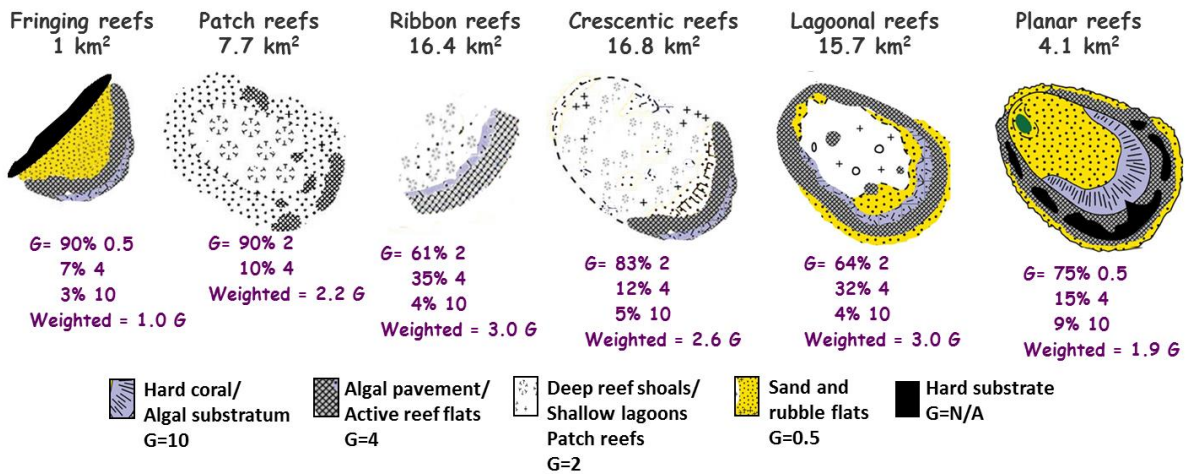 Fringing reefs
1 km²
Patch reefs
7.7 km²
Ribbon reefs
16.4 km²
Crescentic reefs
16.8 km²
Lagoonal reefs
15.7 km²
Planar reefs
4.1 km²
G= 90% 0.5
7% 4
3% 10
Weighted = 1.0 G
G= 90% 2
10% 4
Weighted = 2.2 G
G= 61% 2
35% 4
4% 10
Weighted = 3.0 G
G= 83% 2
12% 4
5% 10
Weighted = 2.6 G
G= 64% 2
32% 4
4% 10
Weighted = 3.0 G
G= 75% 0.5
15% 4
9% 10
Weighted = 1.9 G
Hard coral/
Algal substratum
G=10
Algal pavement/
Active reef flats
G=4
Deep reef shoals/
Shallow lagoons
Patch reefs
G=2
Sand and
rubble flats
G=0.5
Hard substrate
G=N/A